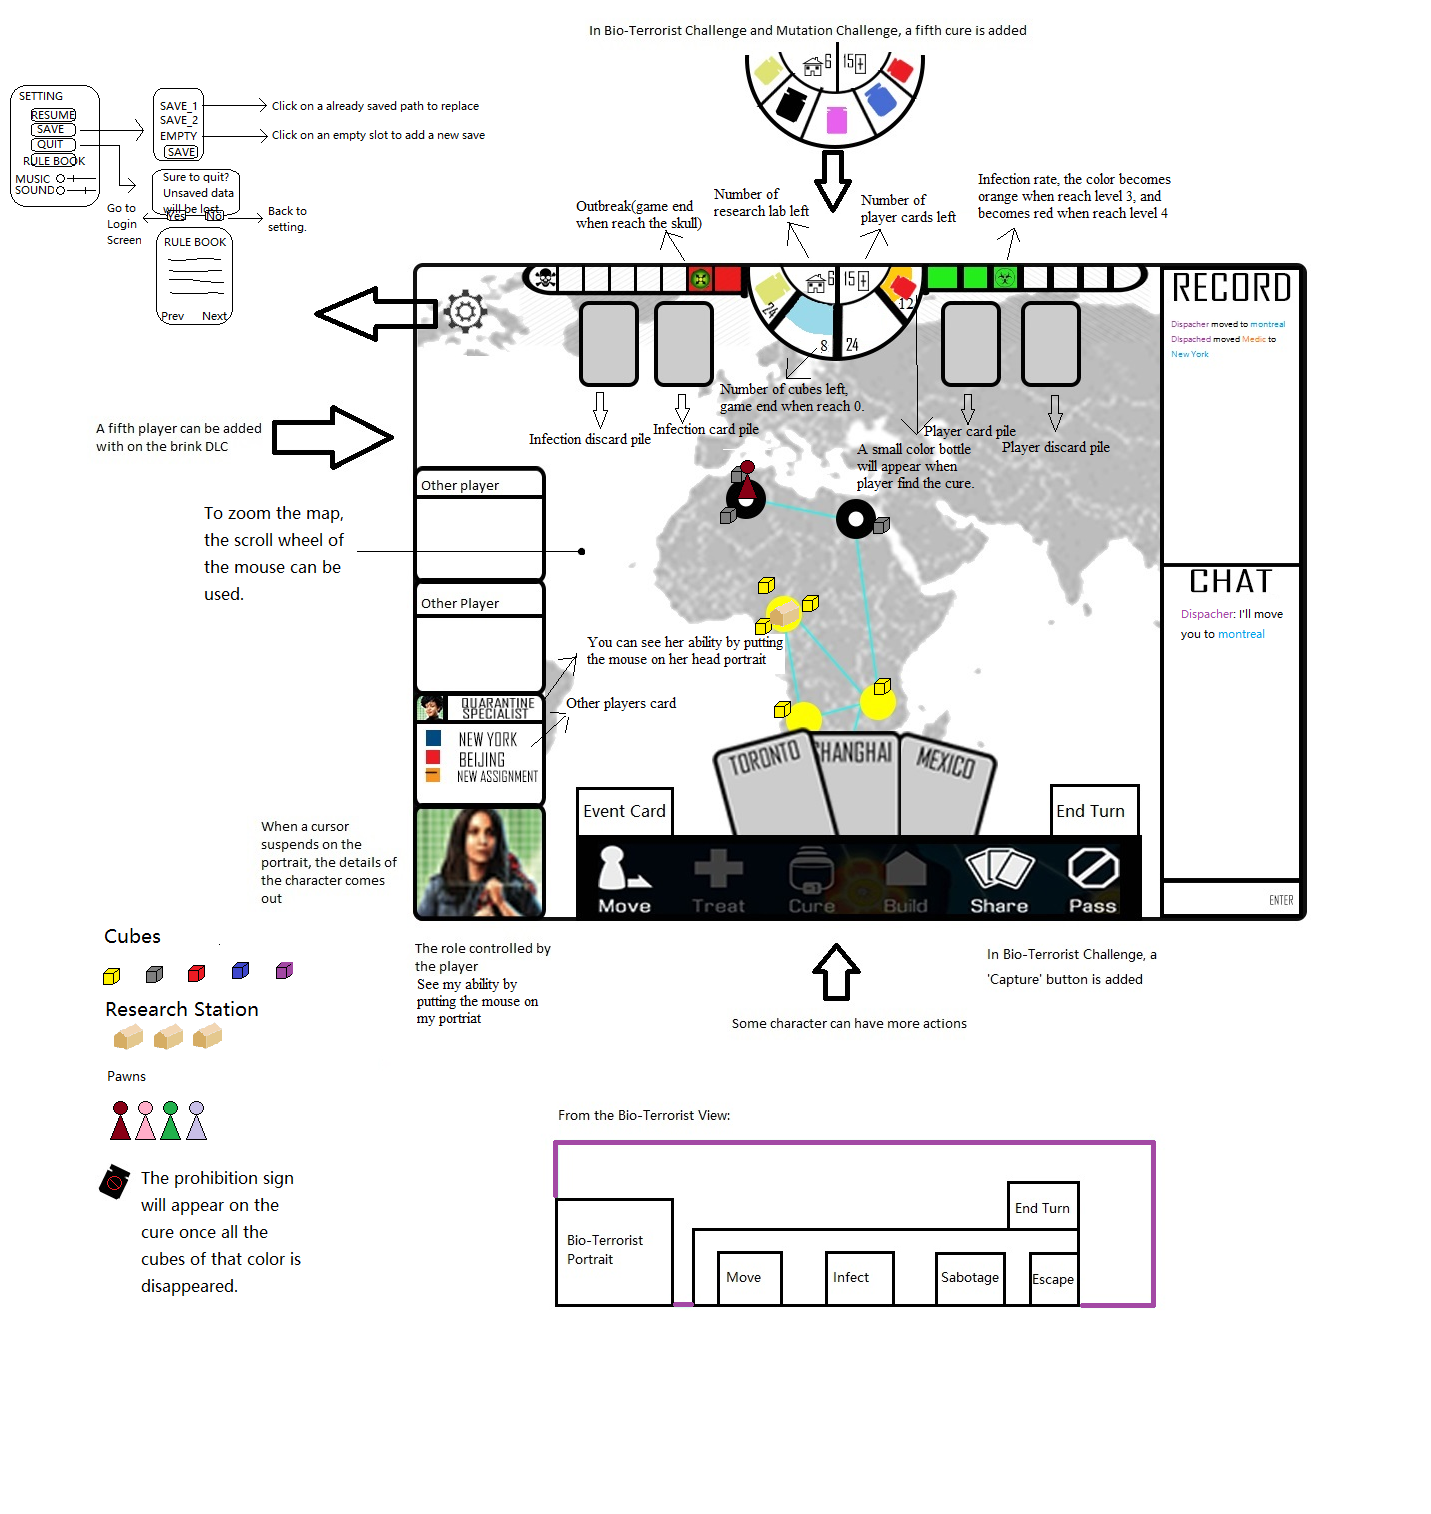 In Bio-Terrorist Challenge and Mutation Challenge, a fifth cure is added
6
15
SETTING
RESUME
SAVE
QUIT
RULE BOOK
MUSIC
SOUND
SAVE_1
SAVE_2
EMPTY
SAVE
Click on a already saved path to replace
Click on an empty slot to add a new save
Sure to quit?
Unsaved data
will be lost
Yes
No
Go to
Login
Screen
Back to
setting.
RULE BOOK
Prev
Next
Outbreak(game end
when reach the skull)
Number of
research lab left
Number of
player cards left
Infection rate, the color becomes
orange when reach level 3, and
becomes red when reach level 4
6
15
24
8
24
12
RECORD
Dispacher moved to montreal
Dispached moved Medic to
New York
Number of cubes left,
game end when reach 0.
Infection discard pile
Infection card pile
Player card pile
Player discard pile
A small color bottle
will appear when
player find the cure.
A fifth player can be added
with on the brink DLC
To zoom the map,
the scroll wheel of
the mouse can be
used.
Other player
Other Player
CHAT
Dispacher: I'll move
you to montreal
You can see her ability by putting
the mouse on her head portrait
Other players card
QUARANTINE
SPECIALIST
NEW YORK
BEIJING
NEW ASSIGNMENT
TORONTO
SHANGHAI
MEXICO
Event Card
End Turn
When a cursor
suspends on the
portrait, the details of
the character comes
out
Move
Treat
Cure
Build
Share
Pass
ENTER
Cubes
Research Station
Pawns
The role controlled by
the player
See my ability by
putting the mouse on
my portriat
Some character can have more actions
In Bio-Terrorist Challenge, a
'Capture' button is added
The prohibition sign
will appear on the
cure once all the
cubes of that color is
disappeared.
From the Bio-Terrorist View:
Bio-Terrorist
Portrait
End Turn
Move
Infect
Sabotage
Escape